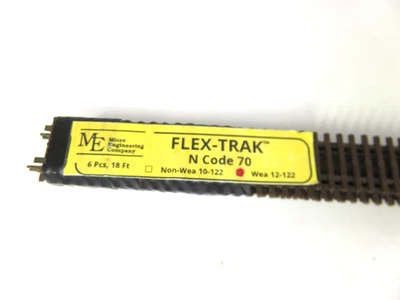 ME Micro Engineering Company
FLEX-TRAK™
N Code 70
6 Pcs. 18 Ft
Non-Wea 10-122 Wea 12-122